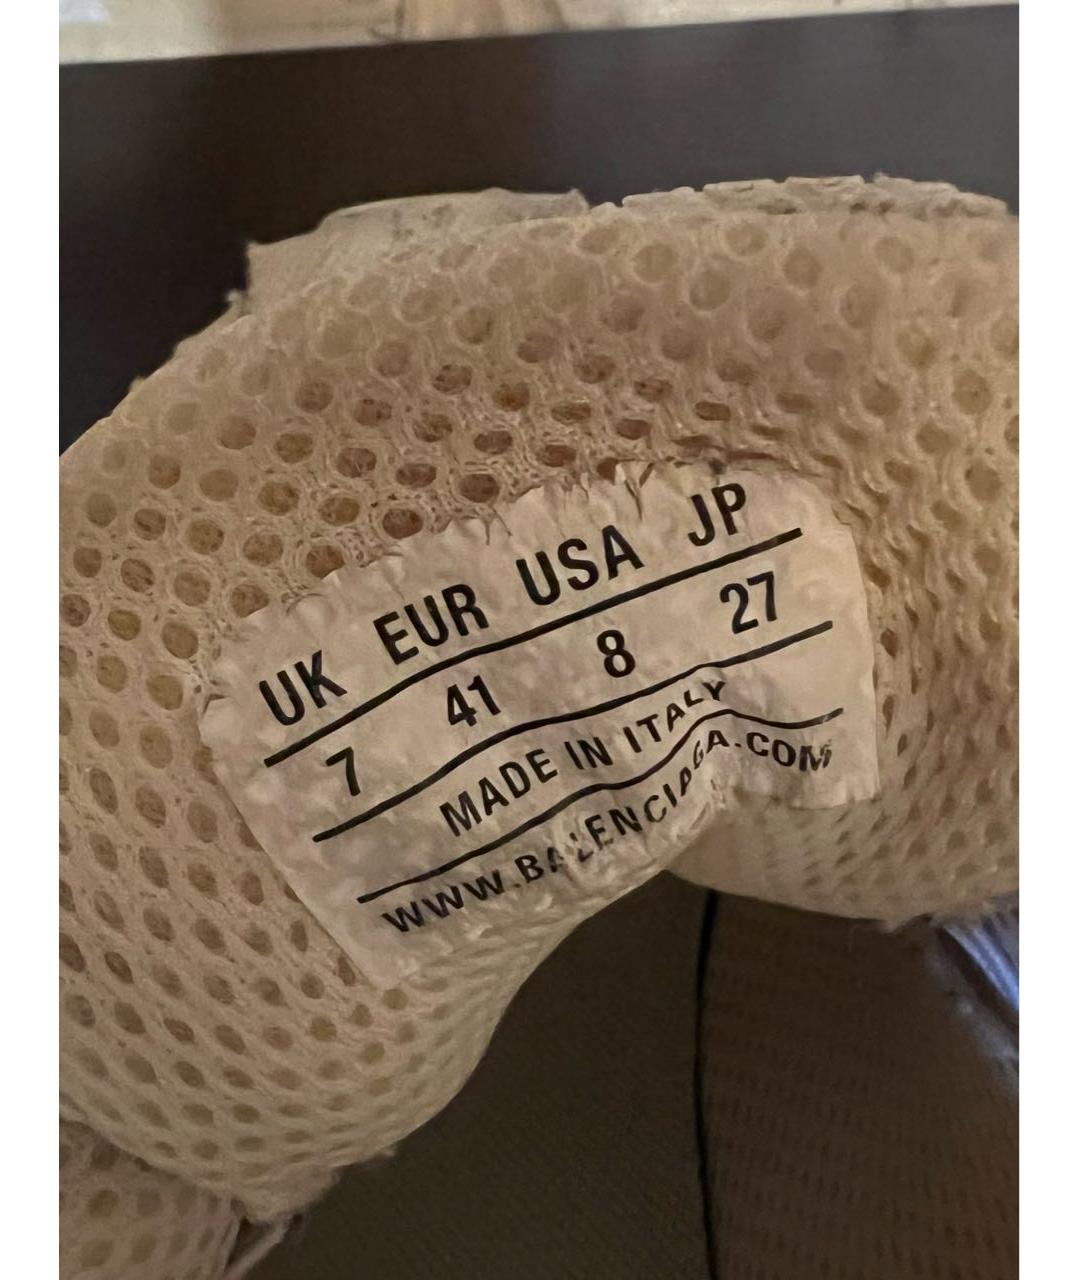 UK EUR USA JP
7 41 8 27
MADE IN ITALY
WWW.BALENCIAGA.COM